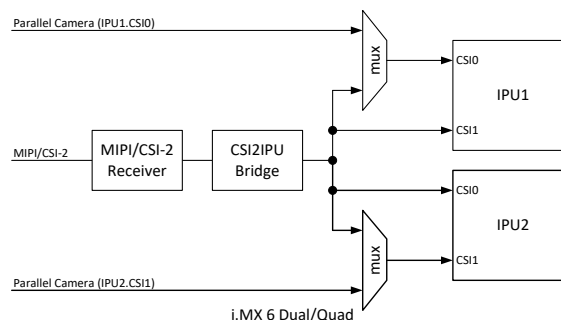 Parallel Camera (IPU1.CSI0)
mux
CSI0
IPU1
CSI1
MIPI/CSI-2
MIPI/CSI-2
Receiver
CSI2IPU
Bridge
CSI0
IPU2
mux
CSI1
Parallel Camera (IPU2.CSI1)
i.MX 6 Dual/Quad